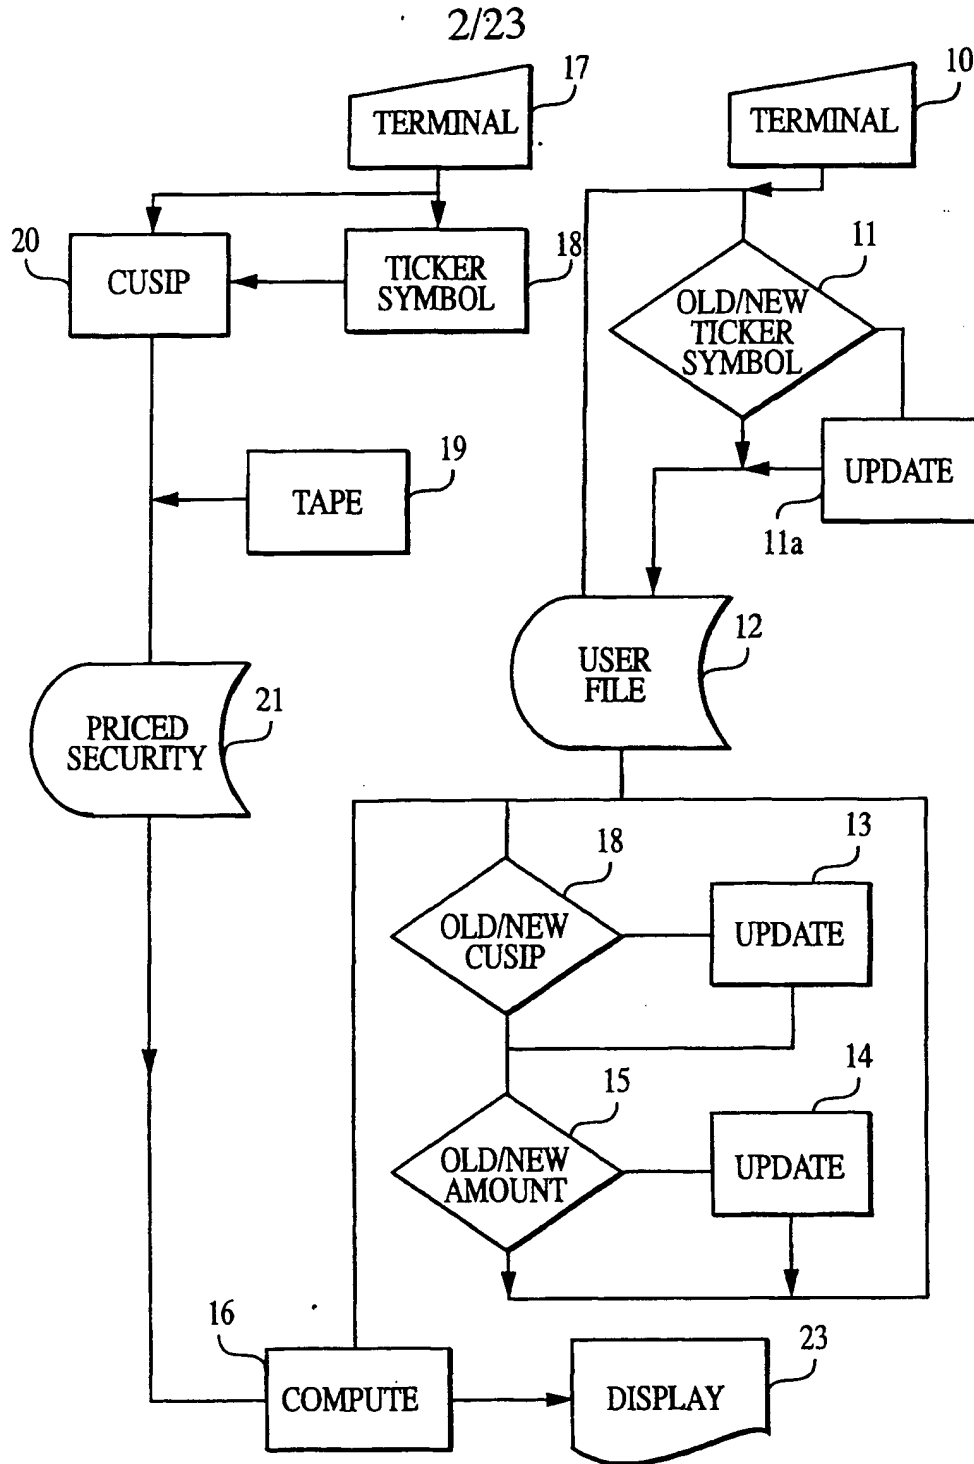 2/23
17
TERMINAL
10
TERMINAL
20
CUSIP
18
TICKER
SYMBOL
11
OLD/NEW
TICKER
SYMBOL
19
TAPE
UPDATE
11a
12
USER
FILE
21
PRICED
SECURITY
18
OLD/NEW
CUSIP
13
UPDATE
15
OLD/NEW
AMOUNT
14
UPDATE
16
COMPUTE
23
DISPLAY